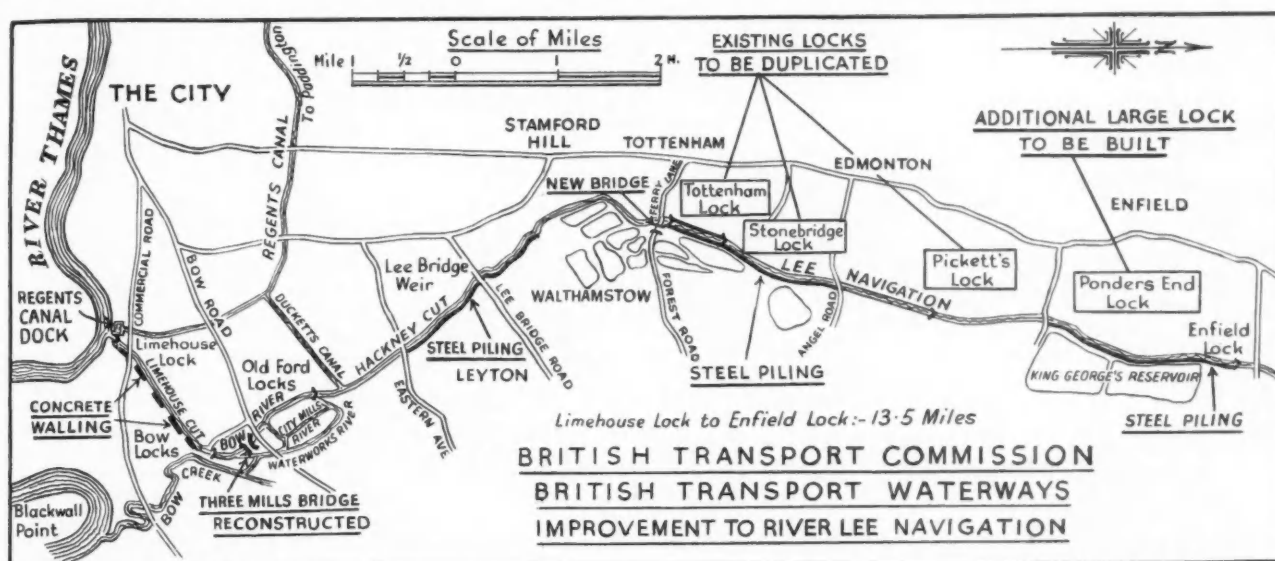 Scale of Miles
Mile 1 ½ 0 1 2 M.
EXISTING LOCKS
TO BE DUPLICATED
N
ADDITIONAL LARGE LOCK
TO BE BUILT
RIVER THAMES
THE CITY
To Paddington
REGENTS CANAL
STAMFORD
HILL
TOTTENHAM
EDMONTON
ENFIELD
NEW BRIDGE
FERRY LANE
Tottenham
Lock
Stonebridge
Lock
Pickett's
Lock
Ponders End
Lock
Enfield
Lock
LEE NAVIGATION
COMMERCIAL ROAD
BOW ROAD
REGENTS
CANAL
DOCK
Limehouse
Lock
LIMEHOUSE CUT
DUCKETTS CANAL
HACKNEY CUT
Lee Bridge
Weir
LEE BRIDGE ROAD
STEEL PILING
LEYTON
WALTHAMSTOW
FOREST ROAD
ANGEL ROAD
STEEL PILING
KING GEORGE'S RESERVOIR
STEEL PILING
Old Ford
Locks
RIVER
BOW
CITY MILLS
RIVER
WATERWORKS RIVER
EASTERN AVE
CONCRETE
WALLING
Bow
Locks
BOW CREEK
THREE MILLS BRIDGE
RECONSTRUCTED
Blackwall
Point
Limehouse Lock to Enfield Lock:- 13·5 Miles
BRITISH TRANSPORT COMMISSION
BRITISH TRANSPORT WATERWAYS
IMPROVEMENT TO RIVER LEE NAVIGATION